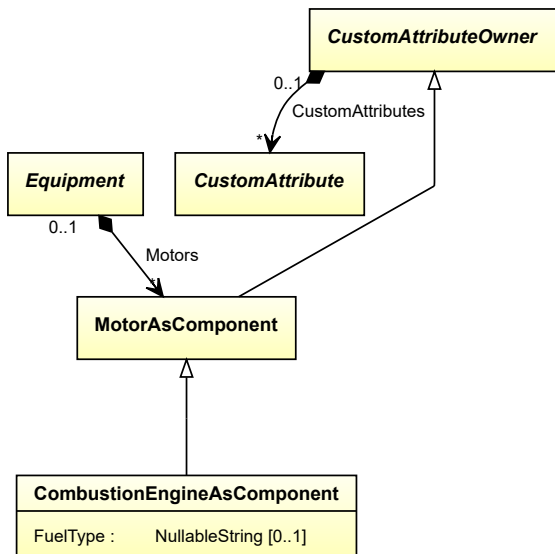 CustomAttributeOwner
0..1
CustomAttributes
*
Equipment
CustomAttribute
0..1
Motors
*
MotorAsComponent
CombustionEngineAsComponent
FuelType : NullableString [0..1]